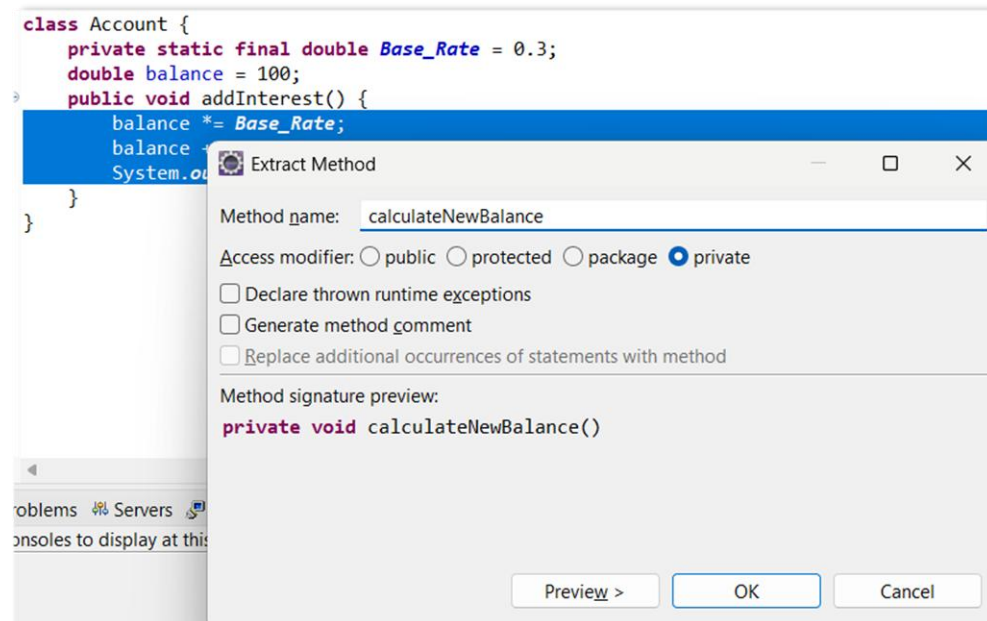 class Account {
private static final double Base_Rate = 0.3;
double balance = 100;
public void addInterest() {
balance *= Base_Rate;
balance
System.
}
}
Extract Method
Method name: calculateNewBalance
Access modifier: public protected package private
Declare thrown runtime exceptions
Generate method comment
Replace additional occurrences of statements with method
Method signature preview:
private void calculateNewBalance()
roblems Servers
onsoles to display at this
Preview > OK Cancel